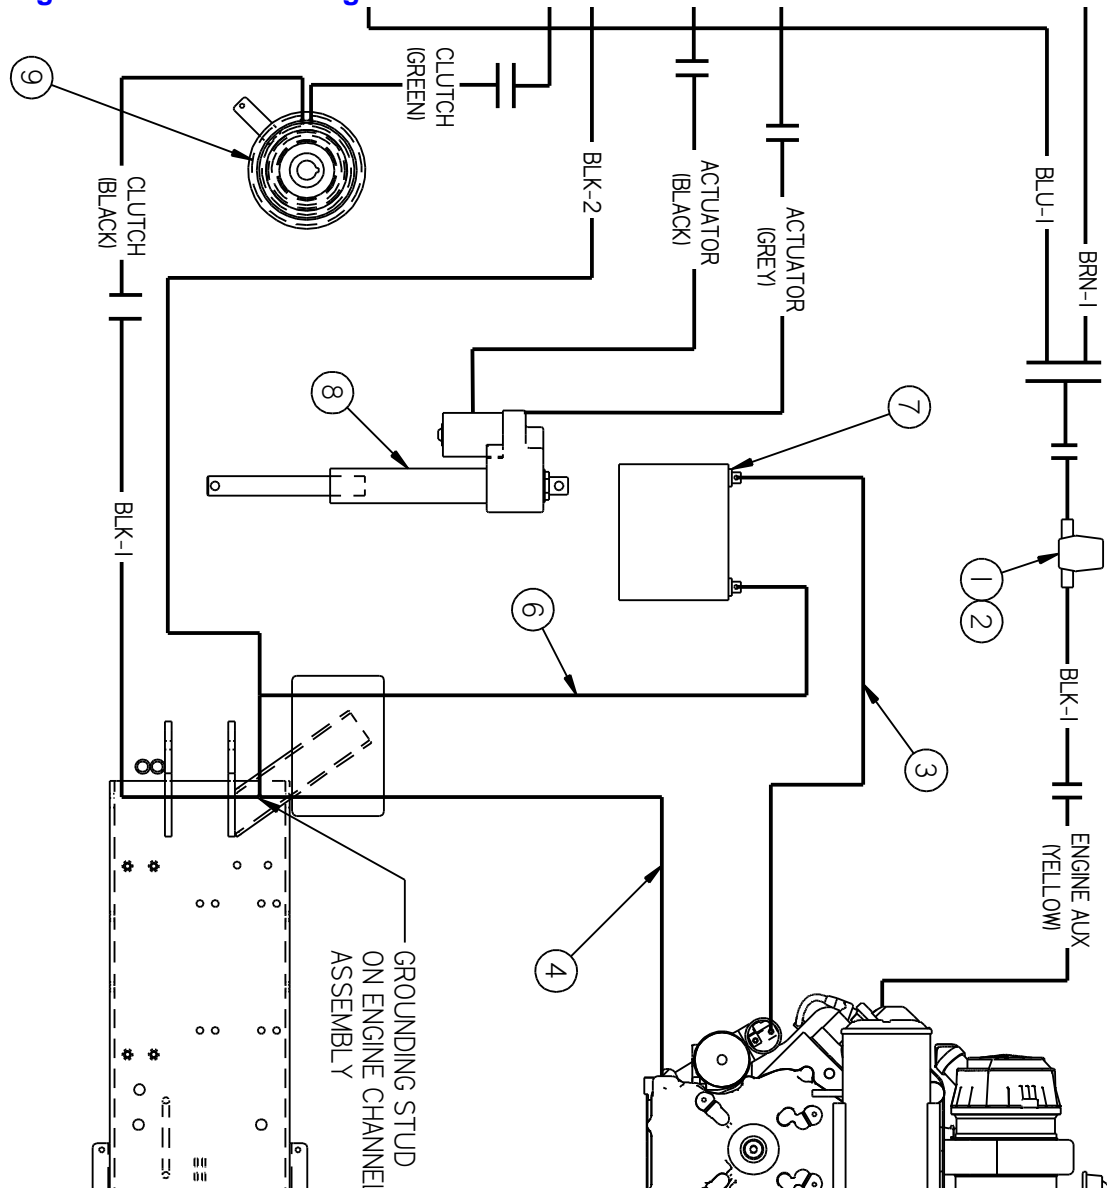 9
CLUTCH
(GREEN)
CLUTCH
(BLACK)
BLK-2
ACTUATOR
(BLACK)
ACTUATOR
(GREY)
BLU-1
BRN-1
8
7
BLK-1
1
2
6
BLK-1
3
ENGINE AUX
(YELLOW)
4
GROUNDING STUD
ON ENGINE CHANNEL
ASSEMBLY